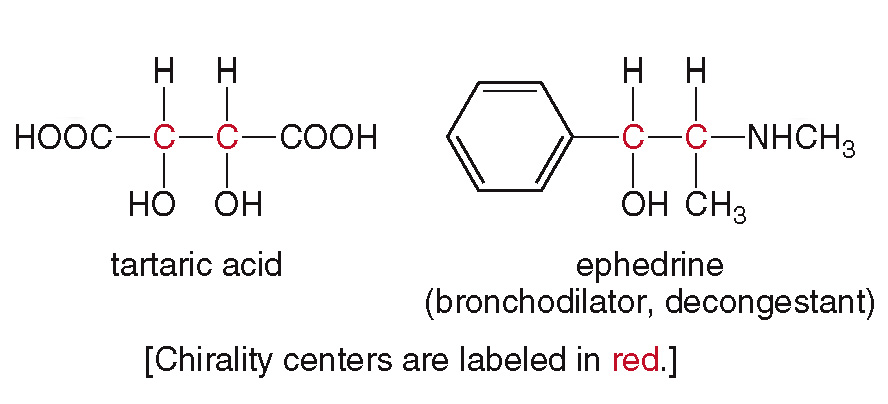 H H H H
HOOC C C COOH C C NHCH3
HO OH OH CH3
tartaric acid ephedrine
(bronchodilator, decongestant)
[Chirality centers are labeled in red.]